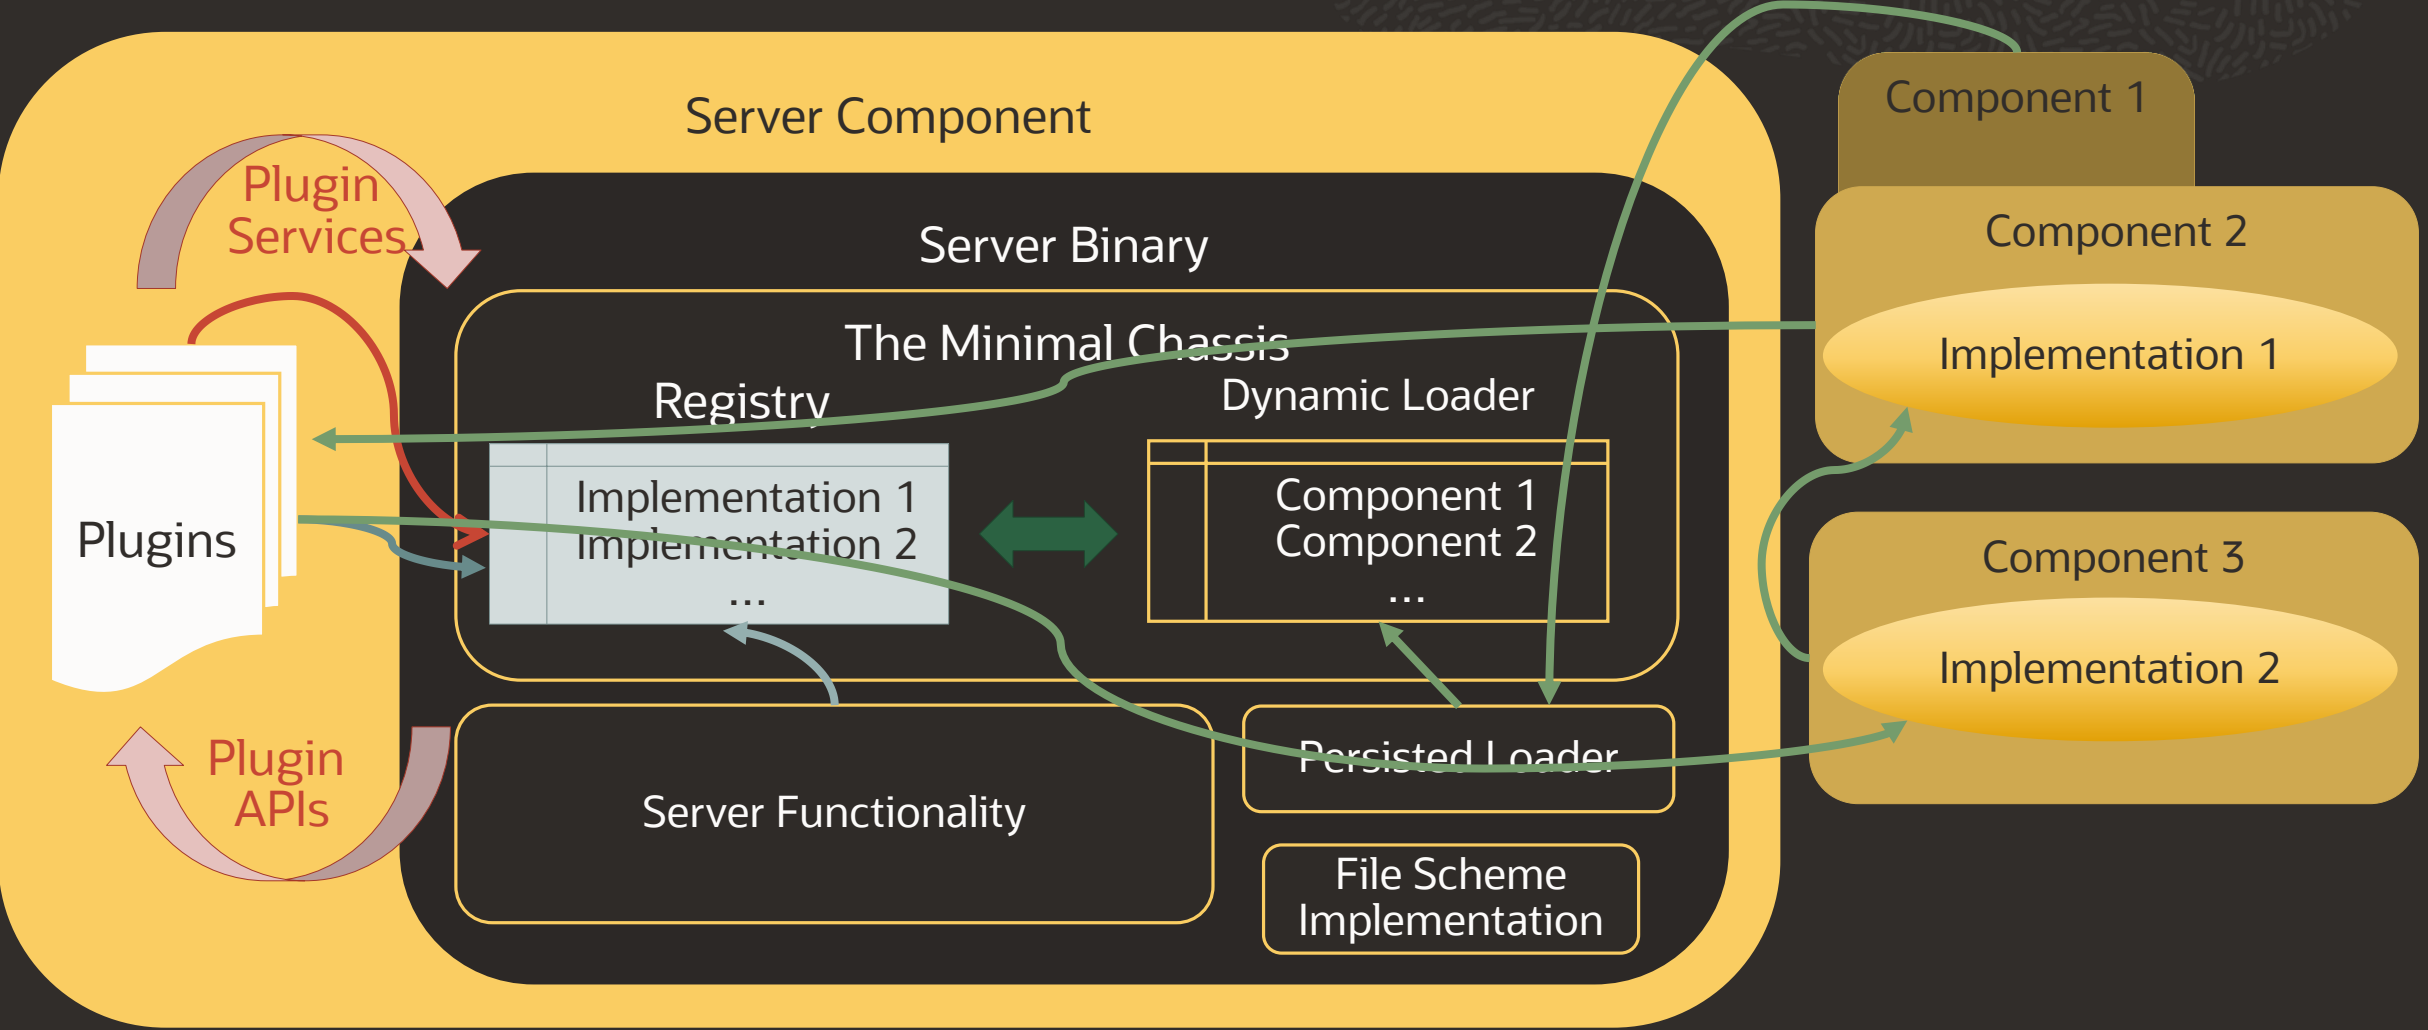 Server Component
Component 1
Plugin
Services
Server Binary
Component 2
The Minimal Chassis
Implementation 1
Registry
Dynamic Loader
Implementation 1
Implementation 2
...
Component 1
Component 2
...
Plugins
Component 3
Implementation 2
Plugin
APIs
Server Functionality
Persisted Loader
File Scheme
Implementation